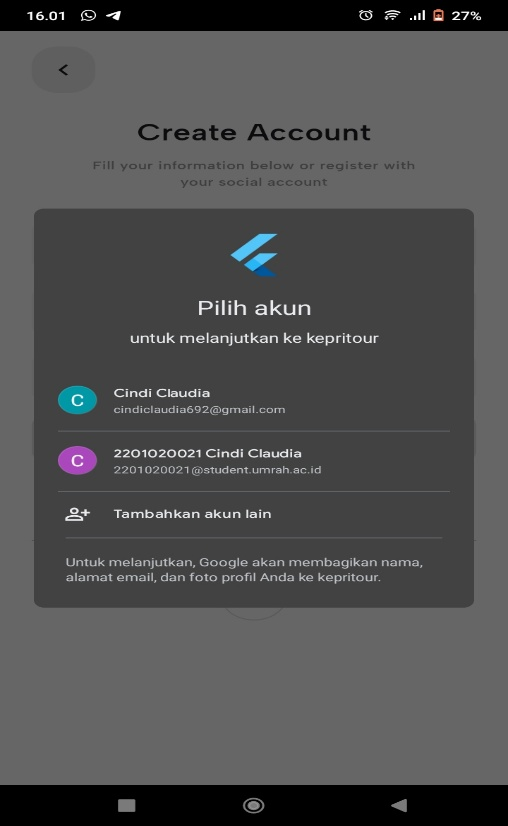 16.01
27%
Create Account
Fill your information below or register with
your social account
Pilih akun
untuk melanjutkan ke kepritour
C
Cindi Claudia
cindiclaudia692@gmail.com
C
2201020021 Cindi Claudia
2201020021@student.umrah.ac.id
Tambahkan akun lain
Untuk melanjutkan, Google akan membagikan nama,
alamat email, dan foto profil Anda ke kepritour.